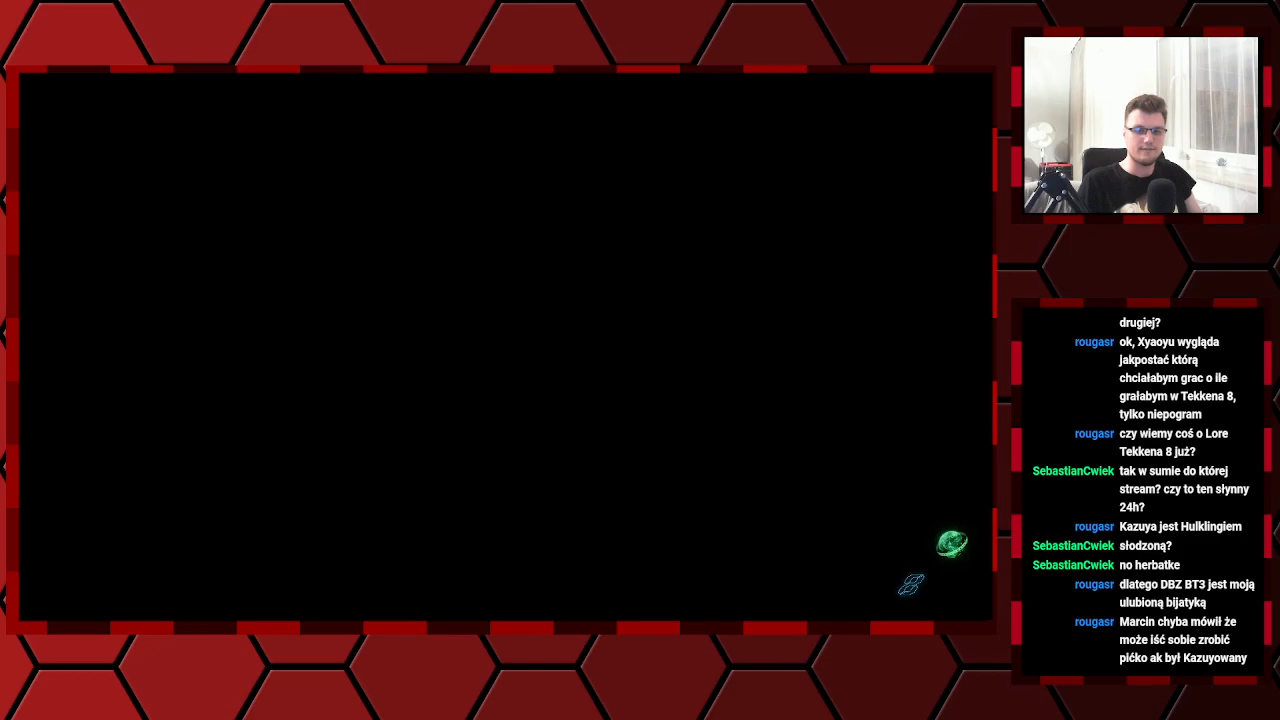 drugiej?
rougasr ok, Xyaoyu wygląda
jakpostać którą
chciałabym grac o ile
grałabym w Tekkena 8,
tylko niepogram
rougasr czy wiemy coś o Lore
Tekkena 8 już?
SebastianCwiek tak w sumie do której
stream? czy to ten słynny
24h?
rougasr Kazuya jest Hulklingiem
SebastianCwiek słodzoną?
SebastianCwiek no herbatke
rougasr dlatego DBZ BT3 jest moją
ulubioną bijatyką
rougasr Marcin chyba mówił że
może iść sobie zrobić
pićko ak był Kazuyowany